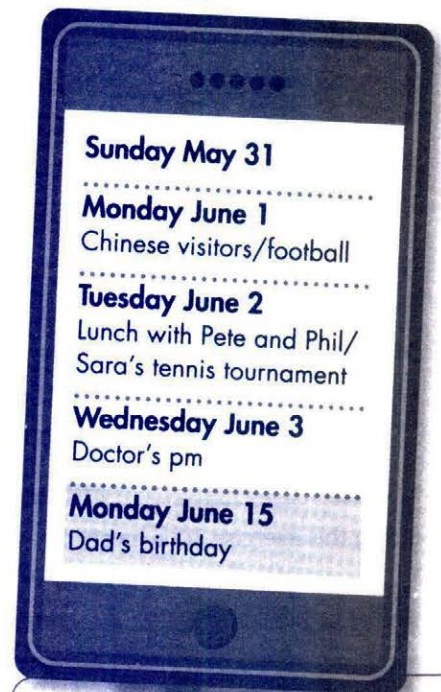 Sunday May 31
Monday June 1
Chinese visitors/football
Tuesday June 2
Lunch with Pete and Phil/
Sara's tennis tournament
Wednesday June 3
Doctor's pm
Monday June 15
Dad's birthday